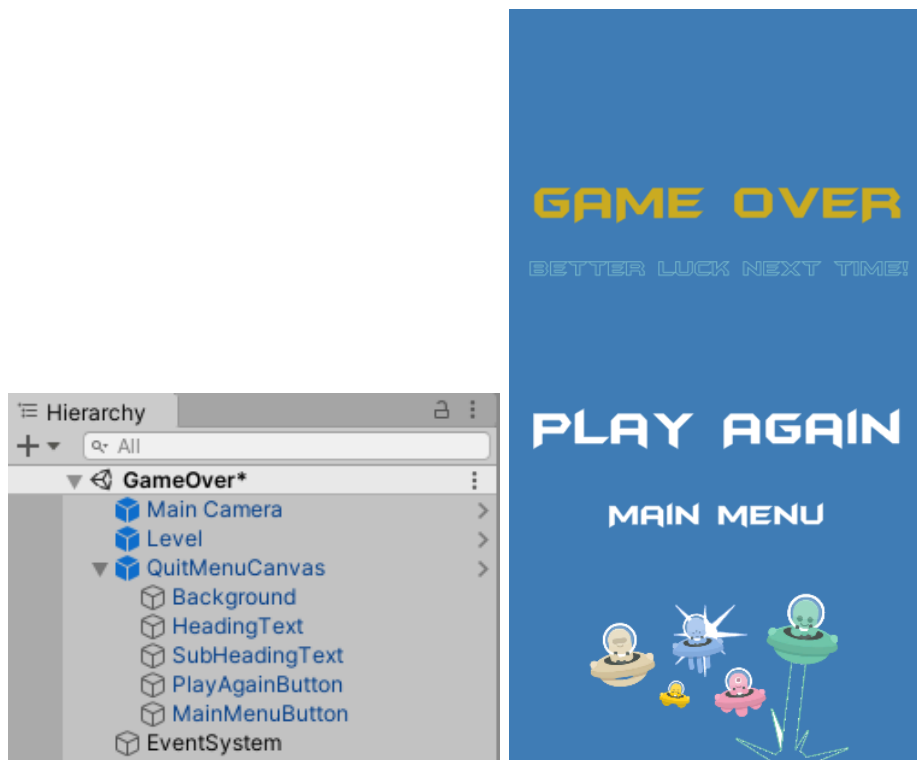 Hierarchy
All
GameOver*
Main Camera
Level
QuitMenuCanvas
Background
HeadingText
SubHeadingText
PlayAgainButton
MainMenuButton
EventSystem
GAME OVER
BETTER LUCK NEXT TIME!
PLAY AGAIN
MAIN MENU